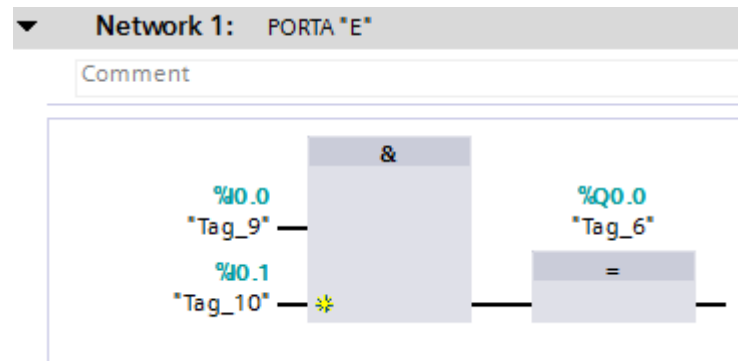 Network 1: PORTA "E"
Comment
&
%I0.0
"Tag_9"
%I0.1
"Tag_10"
%Q0.0
"Tag_6"
=